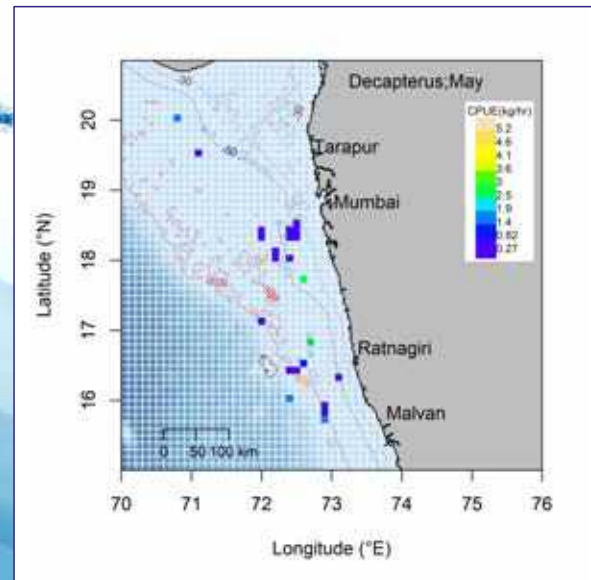 Decapterus;May
CPUE(kg/hr)
5.2
4.6
4.1
3.6
3
2.5
1.9
1.4
0.82
0.27
Tarapur
Mumbai
Ratnagiri
Malvan
-50
0 50 100 km
20
19
18
17
16
Latitude (°N)
70 71 72 73 74 75 76
Longitude (°E)